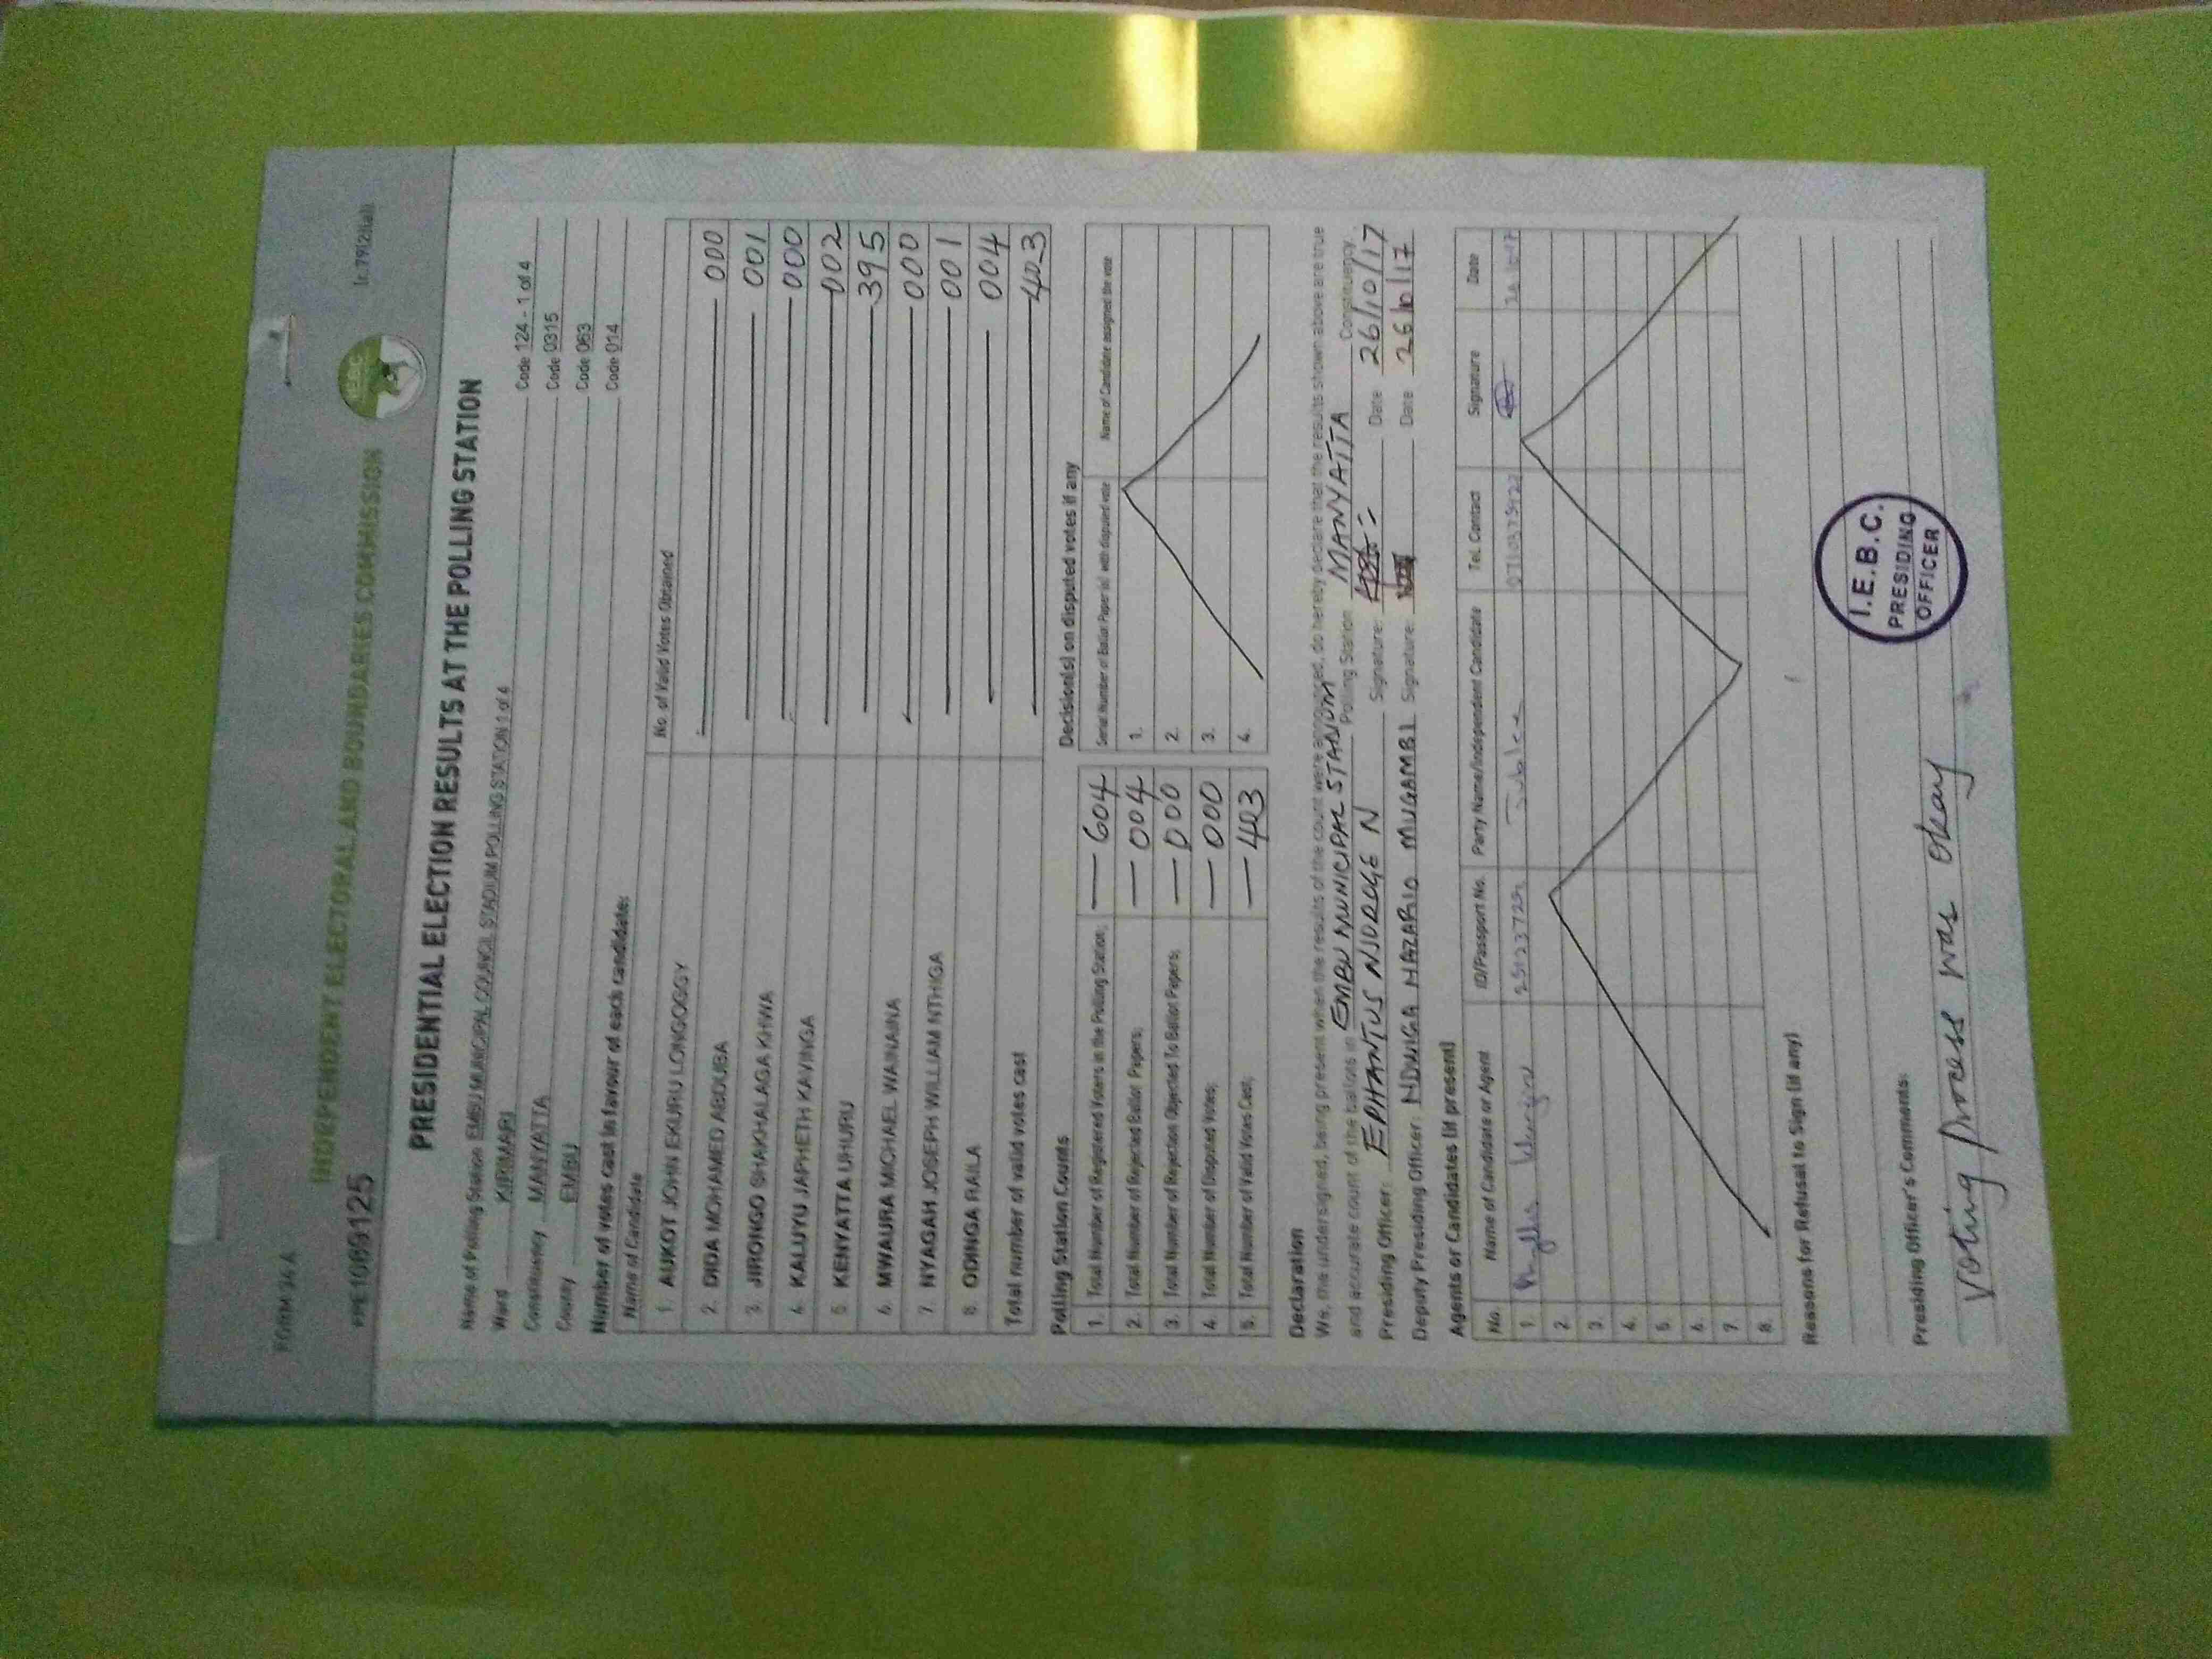 FORM 34A
INDEPENDENT ELECTORAL AND BOUNDARIES COMMISSION
IEBC
PRESIDENTIAL ELECTION RESULTS AT THE POLLING STATION
Name of Polling Station EMBU MUNICIPAL COUNCIL STADIUM POLLING STATION 1 of 4 Code 124 - 1 of 4
Ward KIRIMARI Code 0315
Constituency MANYATTA Code 063
County EMBU Code 014
Number of votes cast in favour of each candidate:
Name of Candidate No. of Valid Votes Obtained
1. AUKOT JOHN EKURU LONGOGGY 000
2. DIDA MOHAMED ABDUBA 001
3. JIRONGO SHAKHALAGA KHWA 000
4. KALUYU JAPHETH KAVINGA 002
5. KENYATTA UHURU 395
6. MWAURA MICHAEL WAINAINA 000
7. NYAGAH JOSEPH WILLIAM NTHIGA 001
8. ODINGA RAILA 004
Total number of valid votes cast 403
Polling Station Counts
1. Total Number of Registered Voters in the Polling Station; 604
2. Total Number of Rejected Ballot Papers; 004
3. Total Number of Rejection Objected To Ballot Papers; 000
4. Total Number of Disputed Votes; 000
5. Total Number of Valid Votes Cast; 403
Decision(s) on disputed votes if any
Serial Number of Ballot Paper (s) with disputed vote Name of Candidate assigned the vote
1.
2.
3.
4.
Declaration
We, the undersigned, being present when the results of the count were announced, do hereby declare that the results shown above are true
and accurate count of the ballots in EMBU MUNICIPAL STADIUM Polling Station MANYATTA Constituency.
Presiding Officer: EPHANTUS NJOROGE N Signature: Date 26/10/17
Deputy Presiding Officer: NDWIGA NAZARIO MUGAMBI Signature: Date 26/10/17
Agents or Candidates (if present)
No. Name of Candidate or Agent ID/Passport No. Party Name/Independent Candidate Tel. Contact Signature Date
1. Jubilee
2.
3.
4.
5.
6.
7.
8.
Reasons for Refusal to Sign (if any)
I.E.B.C.
PRESIDING
OFFICER
Presiding Officer's Comments:
Voting process was okay